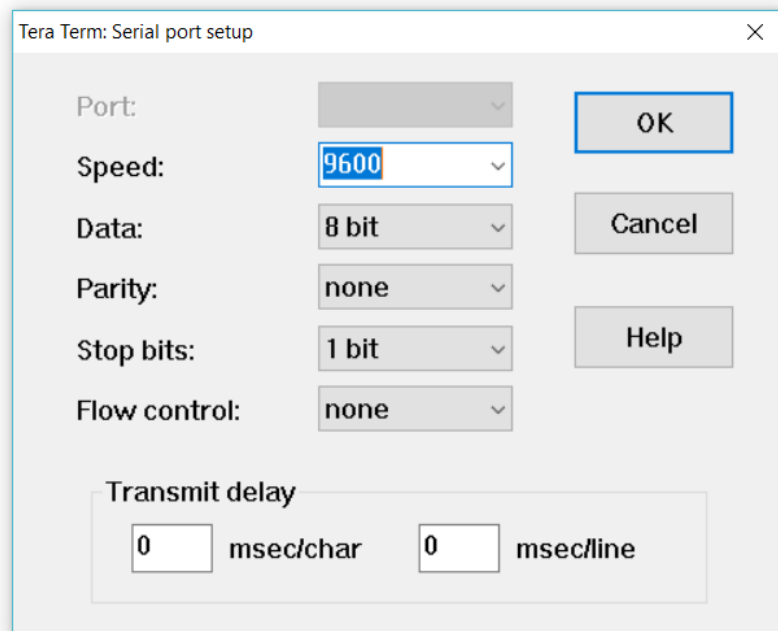 Tera Term: Serial port setup
Port:
OK
Speed: 9600
Data: 8 bit
Cancel
Parity: none
Stop bits: 1 bit
Help
Flow control: none
Transmit delay
0 msec/char 0 msec/line